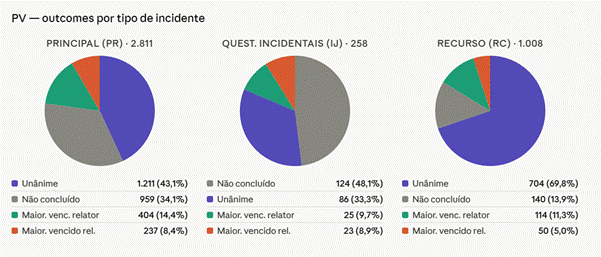 PV — outcomes por tipo de incidente
PRINCIPAL (PR) · 2.811
Unânime 1.211 (43,1%)
Não concluído 959 (34,1%)
Maior. venc. relator 404 (14,4%)
Maior. vencido rel. 237 (8,4%)
QUEST. INCIDENTAIS (IJ) · 258
Não concluído 124 (48,1%)
Unânime 86 (33,3%)
Maior. venc. relator 25 (9,7%)
Maior. vencido rel. 23 (8,9%)
RECURSO (RC) · 1.008
Unânime 704 (69,8%)
Não concluído 140 (13,9%)
Maior. venc. relator 114 (11,3%)
Maior. vencido rel. 50 (5,0%)